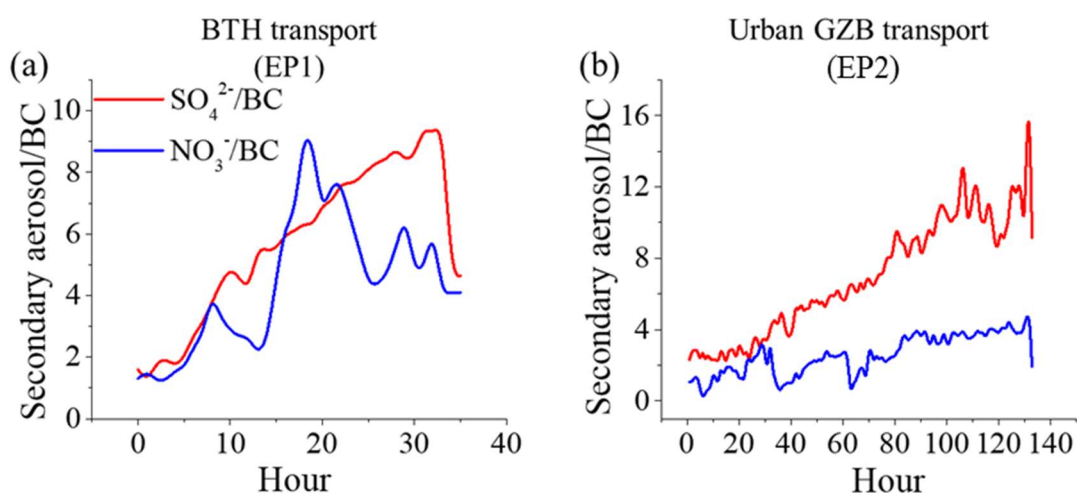 BTH transport
(EP1)
(a)
Secondary aerosol/BC
10
8
6
4
2
0
SO₄²⁻/BC
NO₃⁻/BC
0 10 20 30 40
Hour
Urban GZB transport
(EP2)
(b)
Secondary aerosol/BC
16
12
8
4
0
0 20 40 60 80 100 120 140
Hour